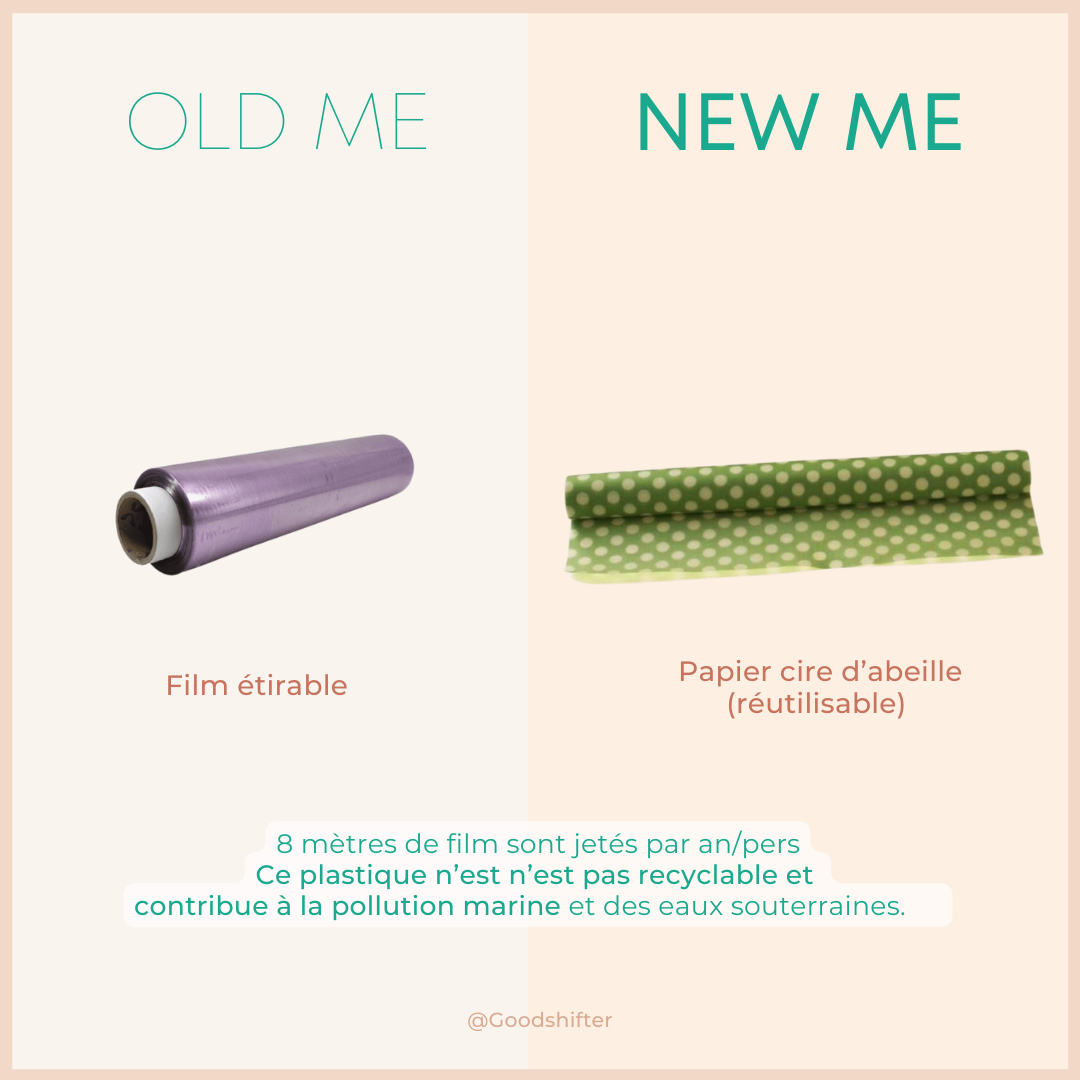 OLD ME
NEW ME
Film étirable
Papier cire d’abeille
(réutilisable)
8 mètres de film sont jetés par an/pers
Ce plastique n’est n’est pas recyclable et
contribue à la pollution marine et des eaux souterraines.
@Goodshifter